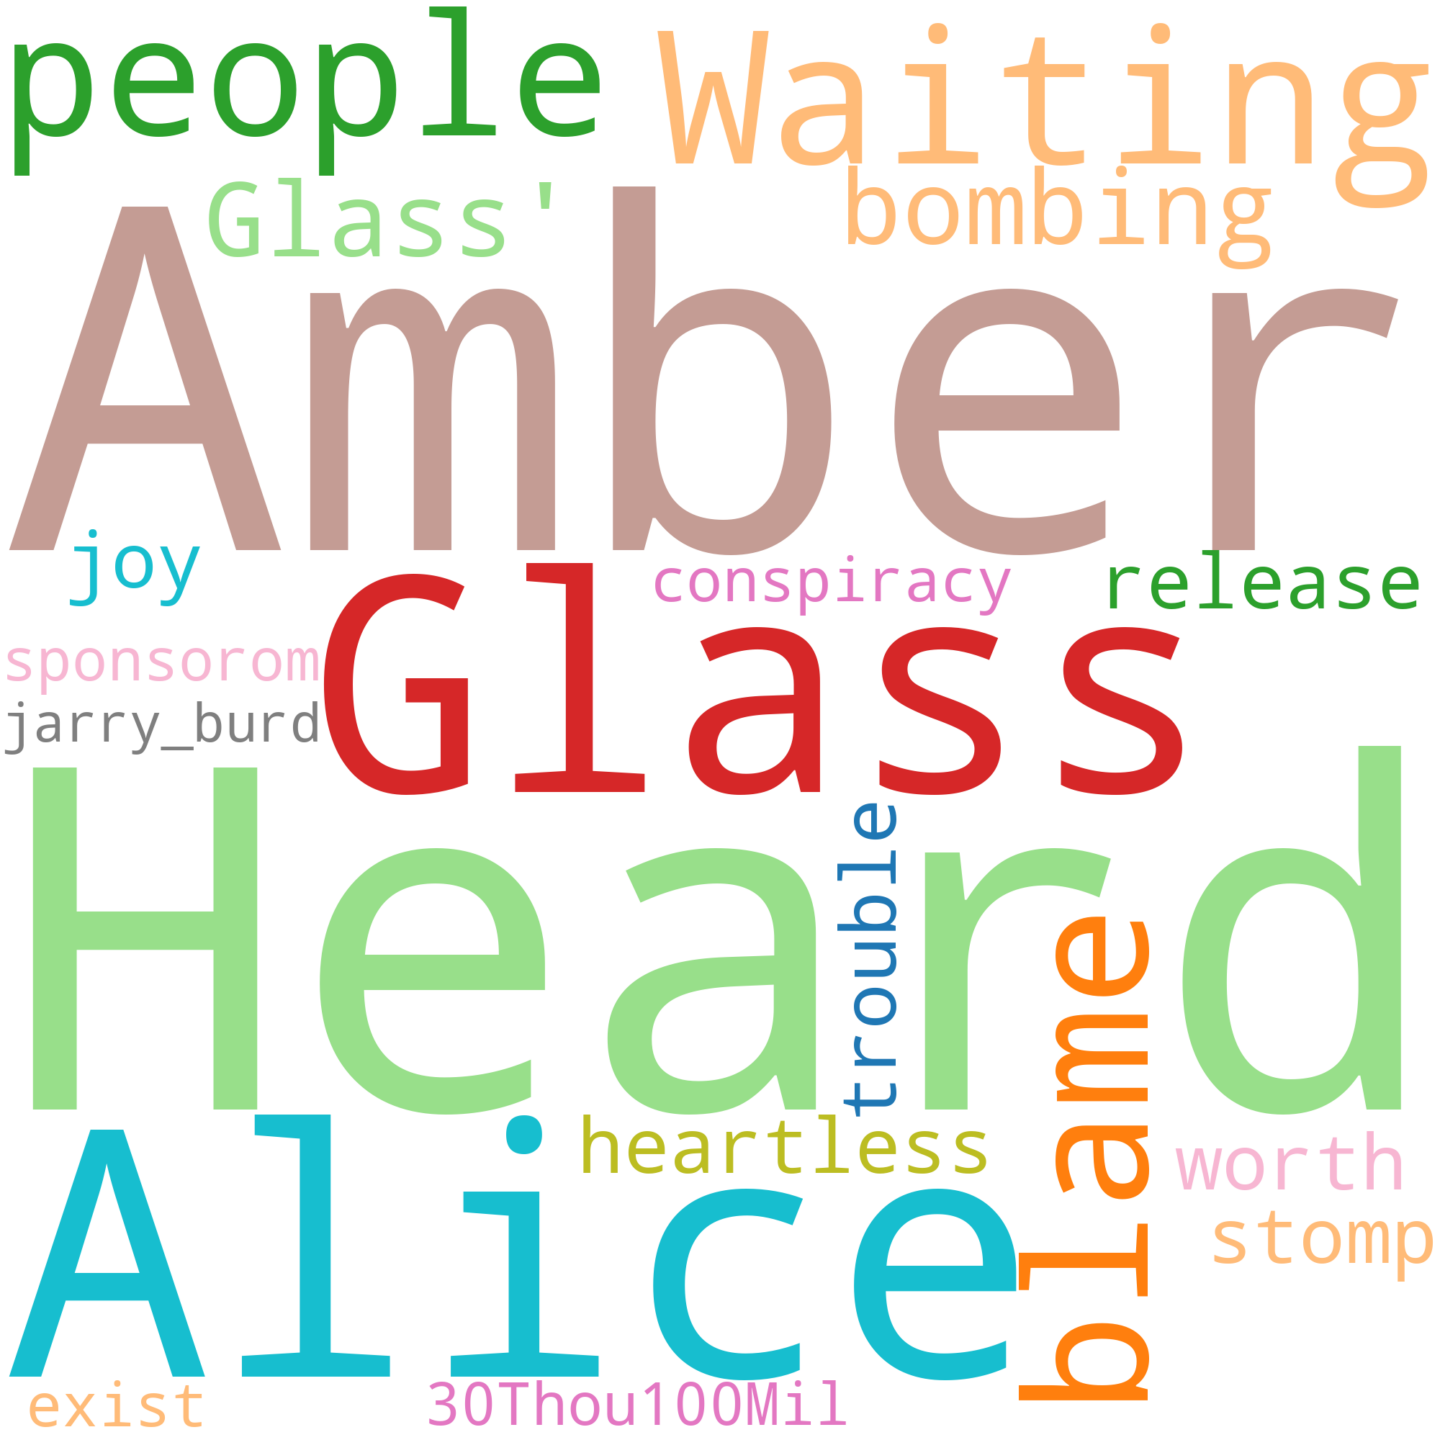 people
Waiting
Glass'
bombing
Amber
joy
conspiracy
release
Glass
sponsorom
jarry_burd
Heard
trouble
blame
Alice
heartless
worth
stomp
exist
30Thou100Mil